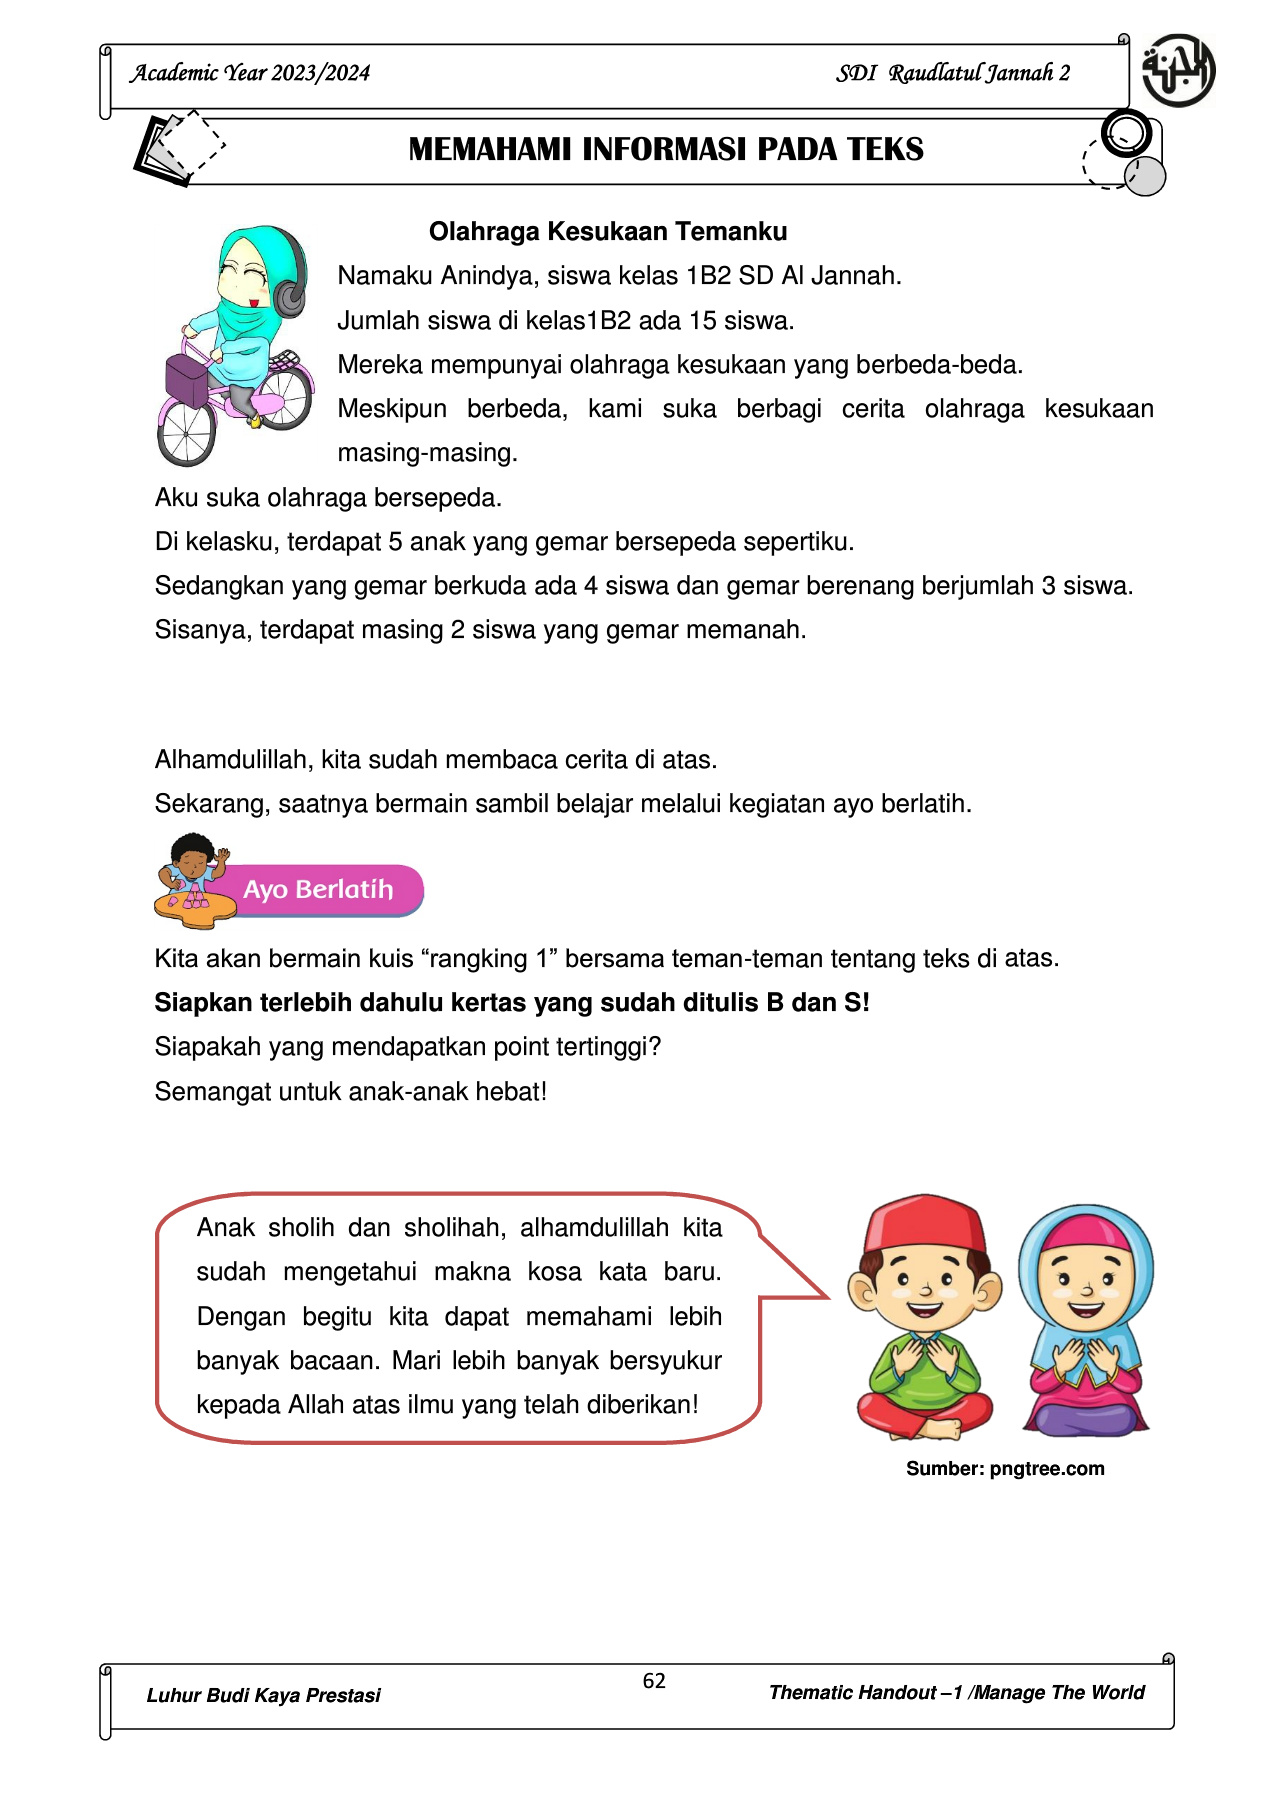 Academic Year 2023/2024
SDI Raudlatul Jannah 2
MEMAHAMI INFORMASI PADA TEKS
Olahraga Kesukaan Temanku
Namaku Anindya, siswa kelas 1B2 SD Al Jannah.
Jumlah siswa di kelas1B2 ada 15 siswa.
Mereka mempunyai olahraga kesukaan yang berbeda-beda.
Meskipun berbeda, kami suka berbagi cerita olahraga kesukaan
masing-masing.
Aku suka olahraga bersepeda.
Di kelasku, terdapat 5 anak yang gemar bersepeda sepertiku.
Sedangkan yang gemar berkuda ada 4 siswa dan gemar berenang berjumlah 3 siswa.
Sisanya, terdapat masing 2 siswa yang gemar memanah.
Alhamdulillah, kita sudah membaca cerita di atas.
Sekarang, saatnya bermain sambil belajar melalui kegiatan ayo berlatih.
Ayo Berlatih
Kita akan bermain kuis “rangking 1” bersama teman-teman tentang teks di atas.
Siapkan terlebih dahulu kertas yang sudah ditulis B dan S!
Siapakah yang mendapatkan point tertinggi?
Semangat untuk anak-anak hebat!
Anak sholih dan sholihah, alhamdulillah kita
sudah mengetahui makna kosa kata baru.
Dengan begitu kita dapat memahami lebih
banyak bacaan. Mari lebih banyak bersyukur
kepada Allah atas ilmu yang telah diberikan!
Sumber: pngtree.com
Luhur Budi Kaya Prestasi
62
Thematic Handout –1 /Manage The World